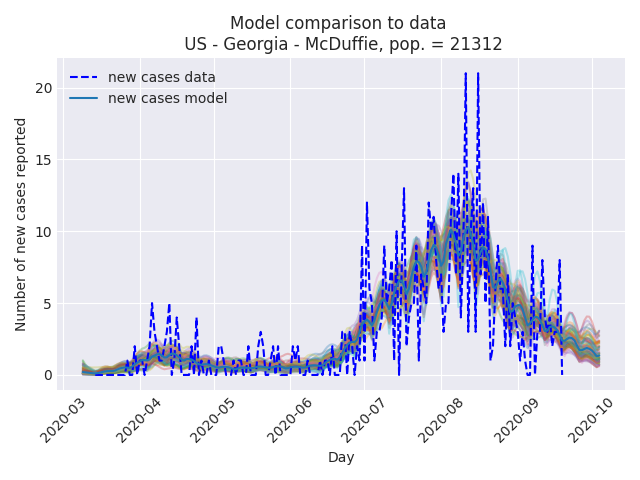 Model comparison to data
US - Georgia - McDuffie, pop. = 21312
new cases data
new cases model
Number of new cases reported
20
15
10
5
0
2020-03
2020-04
2020-05
2020-06
2020-07
2020-08
2020-09
2020-10
Day